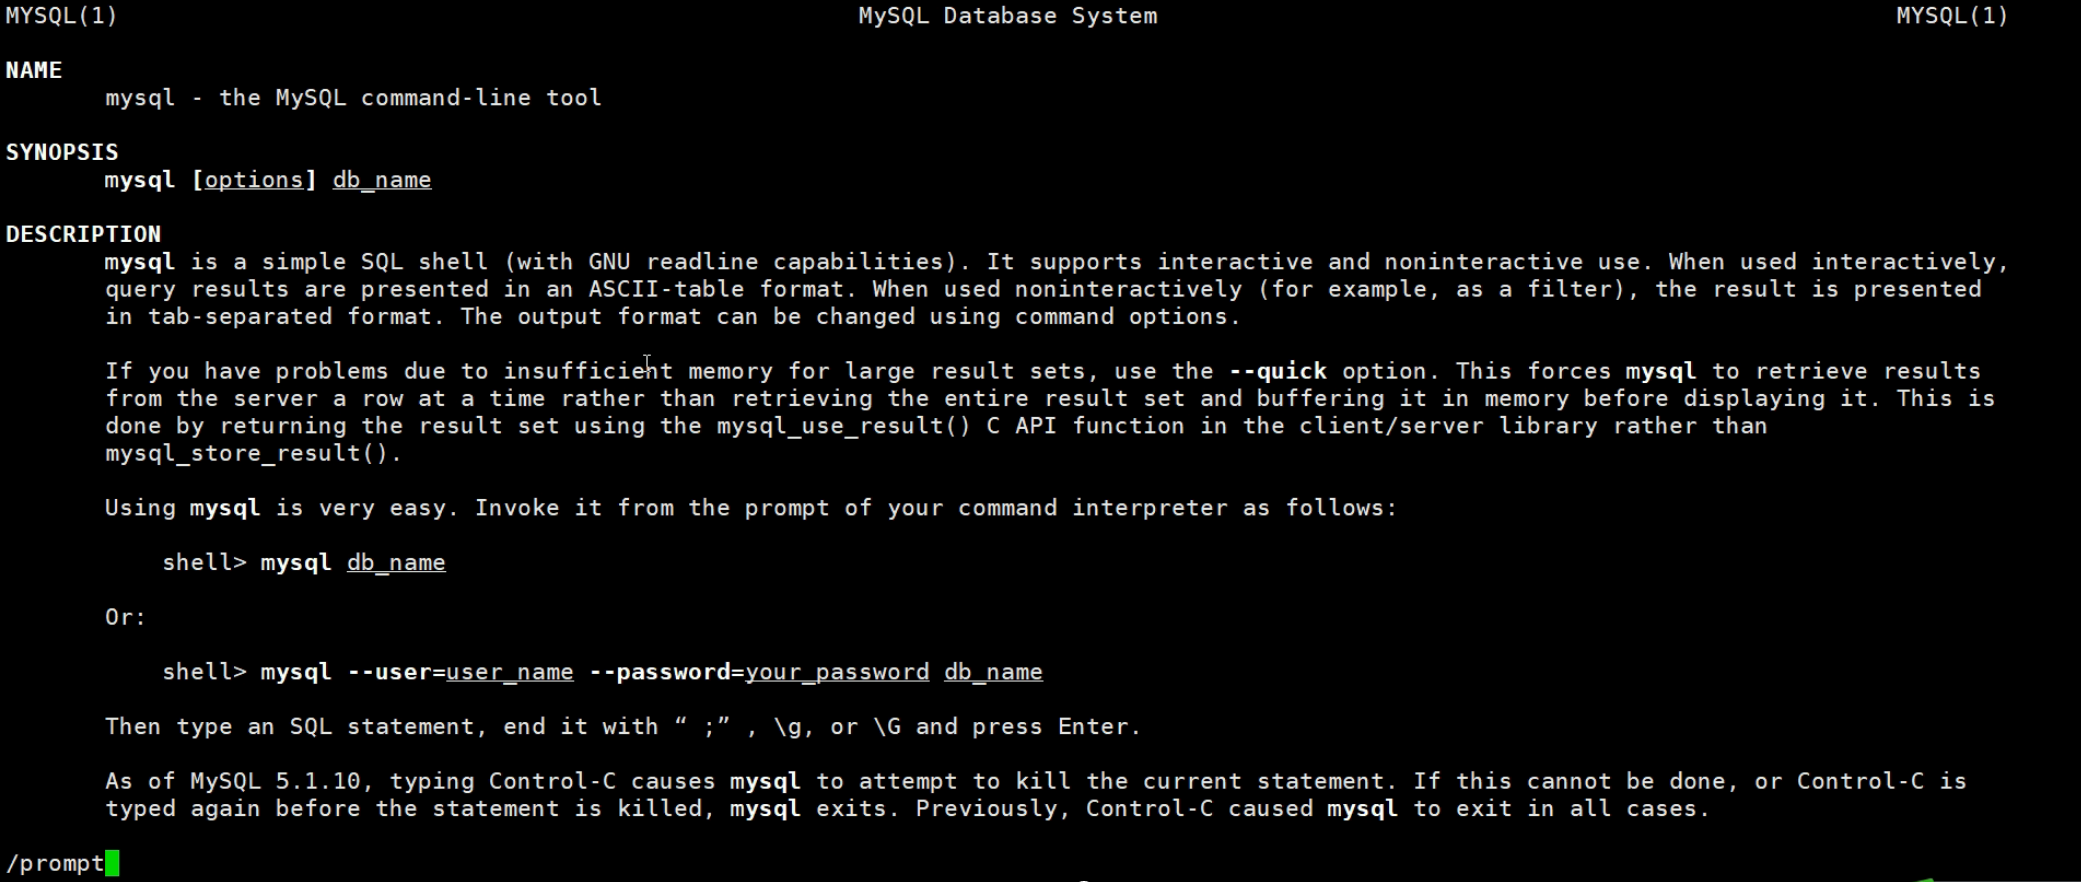 MYSQL(1) MySQL Database System MYSQL(1)
NAME
mysql - the MySQL command-line tool
SYNOPSIS
mysql [options] db_name
DESCRIPTION
mysql is a simple SQL shell (with GNU readline capabilities). It supports interactive and noninteractive use. When used interactively,
query results are presented in an ASCII-table format. When used noninteractively (for example, as a filter), the result is presented
in tab-separated format. The output format can be changed using command options.
If you have problems due to insufficient memory for large result sets, use the --quick option. This forces mysql to retrieve results
from the server a row at a time rather than retrieving the entire result set and buffering it in memory before displaying it. This is
done by returning the result set using the mysql_use_result() C API function in the client/server library rather than
mysql_store_result().
Using mysql is very easy. Invoke it from the prompt of your command interpreter as follows:
shell> mysql db_name
Or:
shell> mysql --user=user_name --password=your_password db_name
Then type an SQL statement, end it with “ ;” , \g, or \G and press Enter.
As of MySQL 5.1.10, typing Control-C causes mysql to attempt to kill the current statement. If this cannot be done, or Control-C is
typed again before the statement is killed, mysql exits. Previously, Control-C caused mysql to exit in all cases.
/prompt